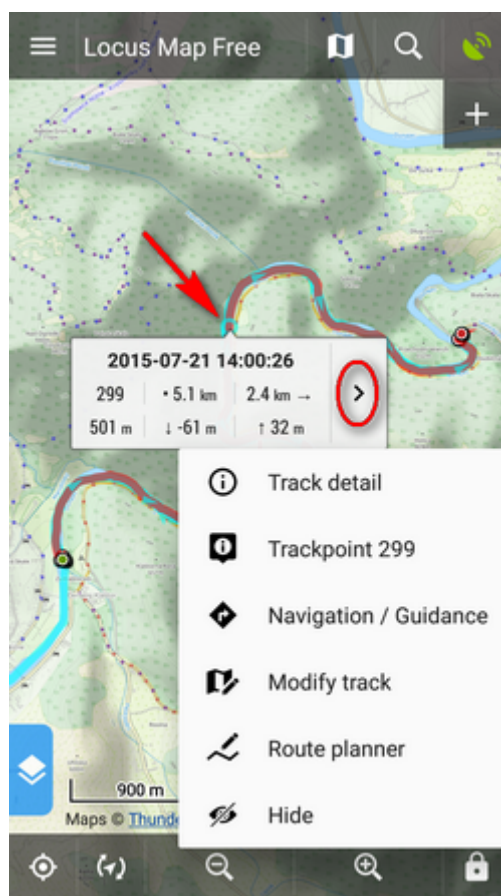 Locus Map Free
2015-07-21 14:00:26
299 • 5.1 km 2.4 km →
501 m ↓ -61 m ↑ 32 m
Track detail
Trackpoint 299
Navigation / Guidance
Modify track
Route planner
Hide
900 m
Maps © Thund